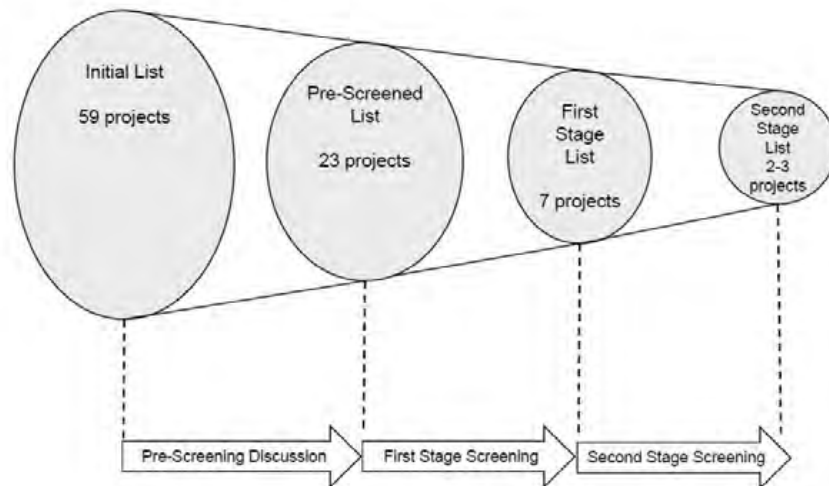 Initial List
59 projects
Pre-Screened
List
23 projects
First
Stage
List
7 projects
Second
Stage
List
2-3
projects
Pre-Screening Discussion
First Stage Screening
Second Stage Screening